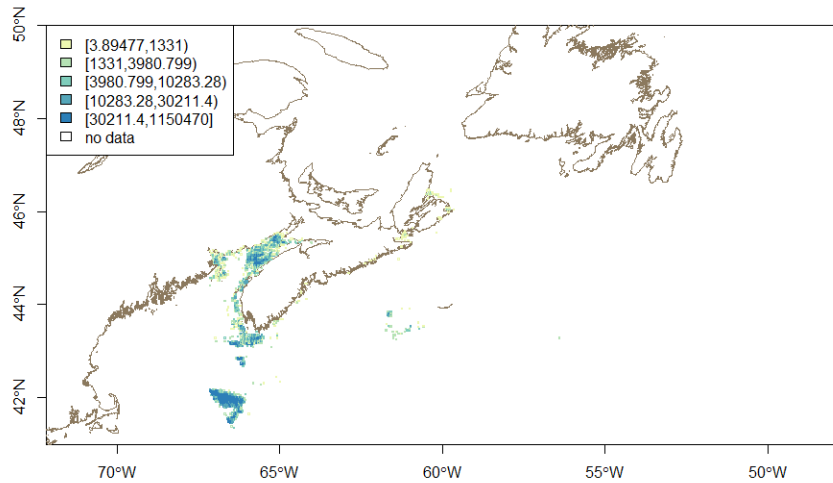 50°N
48°N
46°N
44°N
42°N
[3.89477,1331)
[1331,3980.799)
[3980.799,10283.28)
[10283.28,30211.4)
[30211.4,1150470]
no data
70°W
65°W
60°W
55°W
50°W